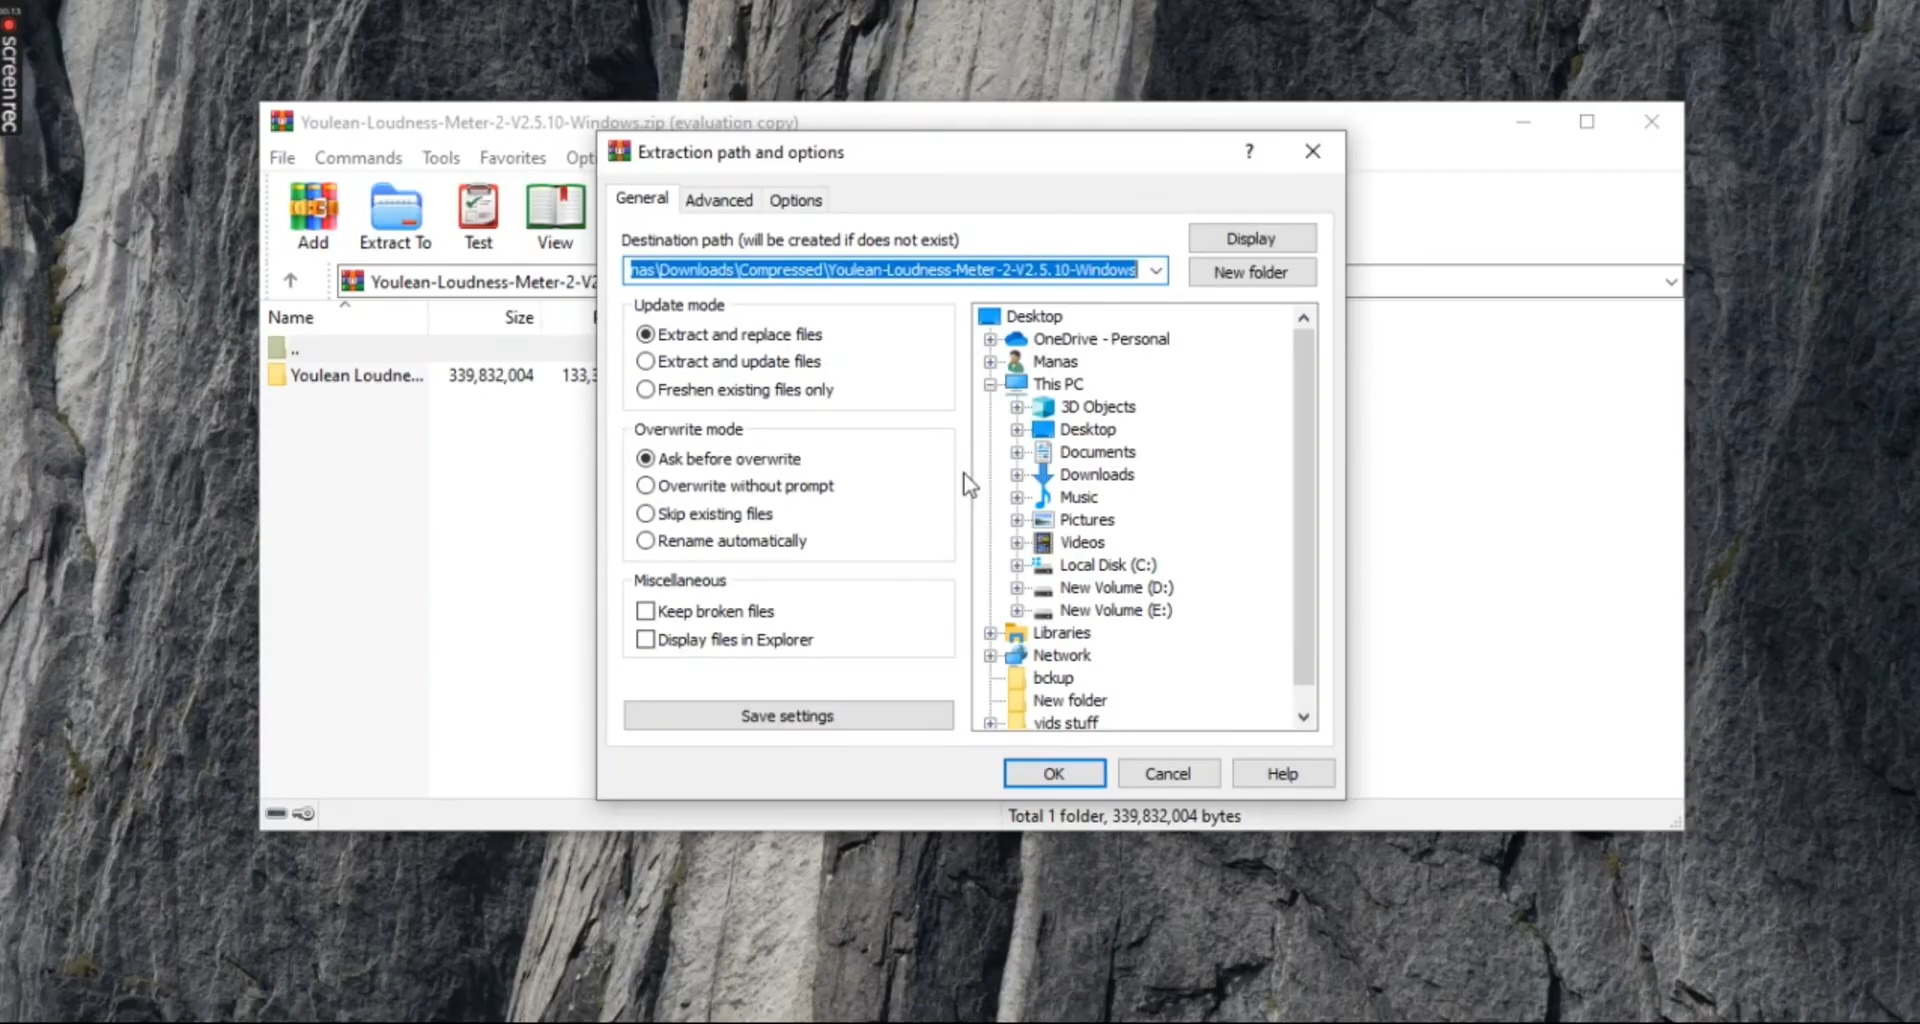 screenrec
Youlean-Loudness-Meter-2-V2.5.10-Windows.zip (evaluation copy)
File Commands Tools Favorites Opti
Add
Extract To
Test
View
Youlean-Loudness-Meter-2-V2
Name
Size
..
Youlean Loudne... 339,832,004 133,3
Extraction path and options
?
General
Advanced
Options
Destination path (will be created if does not exist)
nas\Downloads\Compressed\Youlean-Loudness-Meter-2-V2.5.10-Windows
Display
New folder
Update mode
Extract and replace files
Extract and update files
Freshen existing files only
Overwrite mode
Ask before overwrite
Overwrite without prompt
Skip existing files
Rename automatically
Miscellaneous
Keep broken files
Display files in Explorer
Save settings
Desktop
OneDrive - Personal
Manas
This PC
3D Objects
Desktop
Documents
Downloads
Music
Pictures
Videos
Local Disk (C:)
New Volume (D:)
New Volume (E:)
Libraries
Network
bckup
New folder
vids stuff
OK
Cancel
Help
Total 1 folder, 339,832,004 bytes